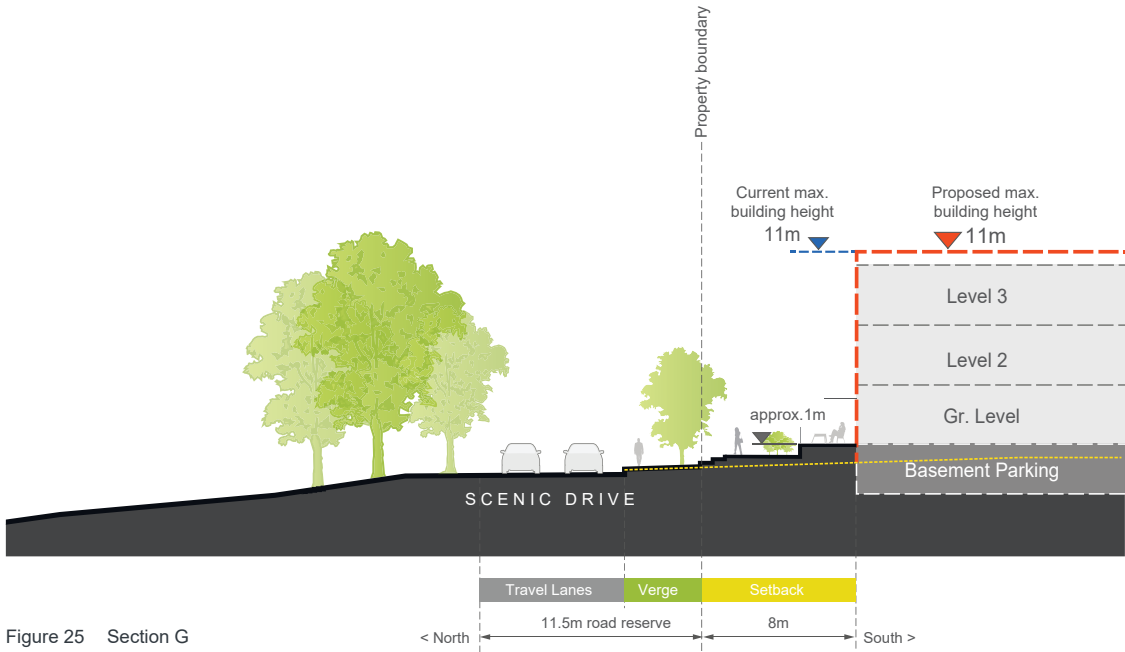 Property boundary
Current max.
building height
11m
Proposed max.
building height
11m
Level 3
Level 2
approx.1m
Gr. Level
Basement Parking
SCENIC DRIVE
Travel Lanes
Verge
Setback
11.5m road reserve
8m
Figure 25 Section G
< North
South >